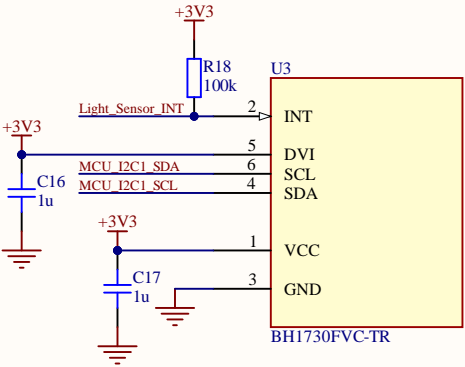 +3V3
R18
100k
U3
Light_Sensor_INT
2
INT
+3V3
5
DVI
MCU_I2C1_SDA
6
SCL
MCU_I2C1_SCL
4
SDA
C16
1u
+3V3
1
VCC
C17
1u
3
GND
BH1730FVC-TR